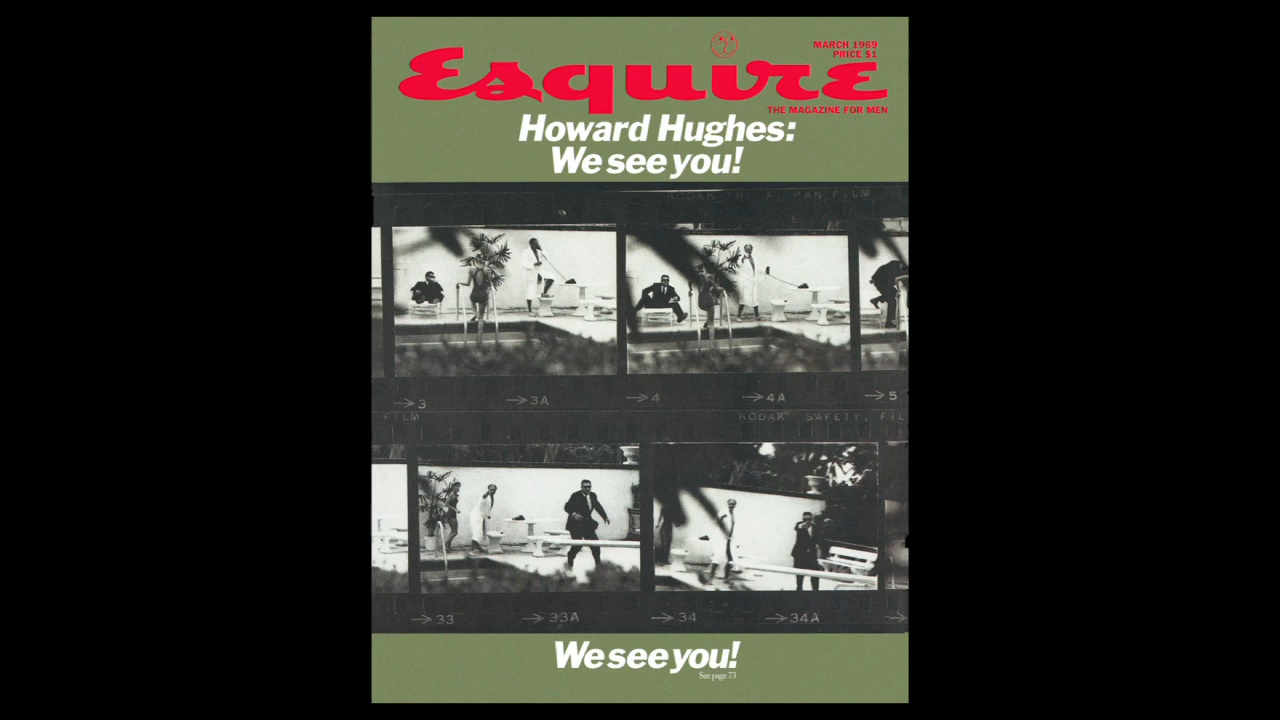 MARCH 1969
PRICE $1
Esquire
THE MAGAZINE FOR MEN
Howard Hughes:
We see you!
KODAK TRI X PAN FILM
→3 →3A →4 →4A →5
FILM KODAK SAFETY FIL
→33 →33A →34 →34A
We see you!
See page 73